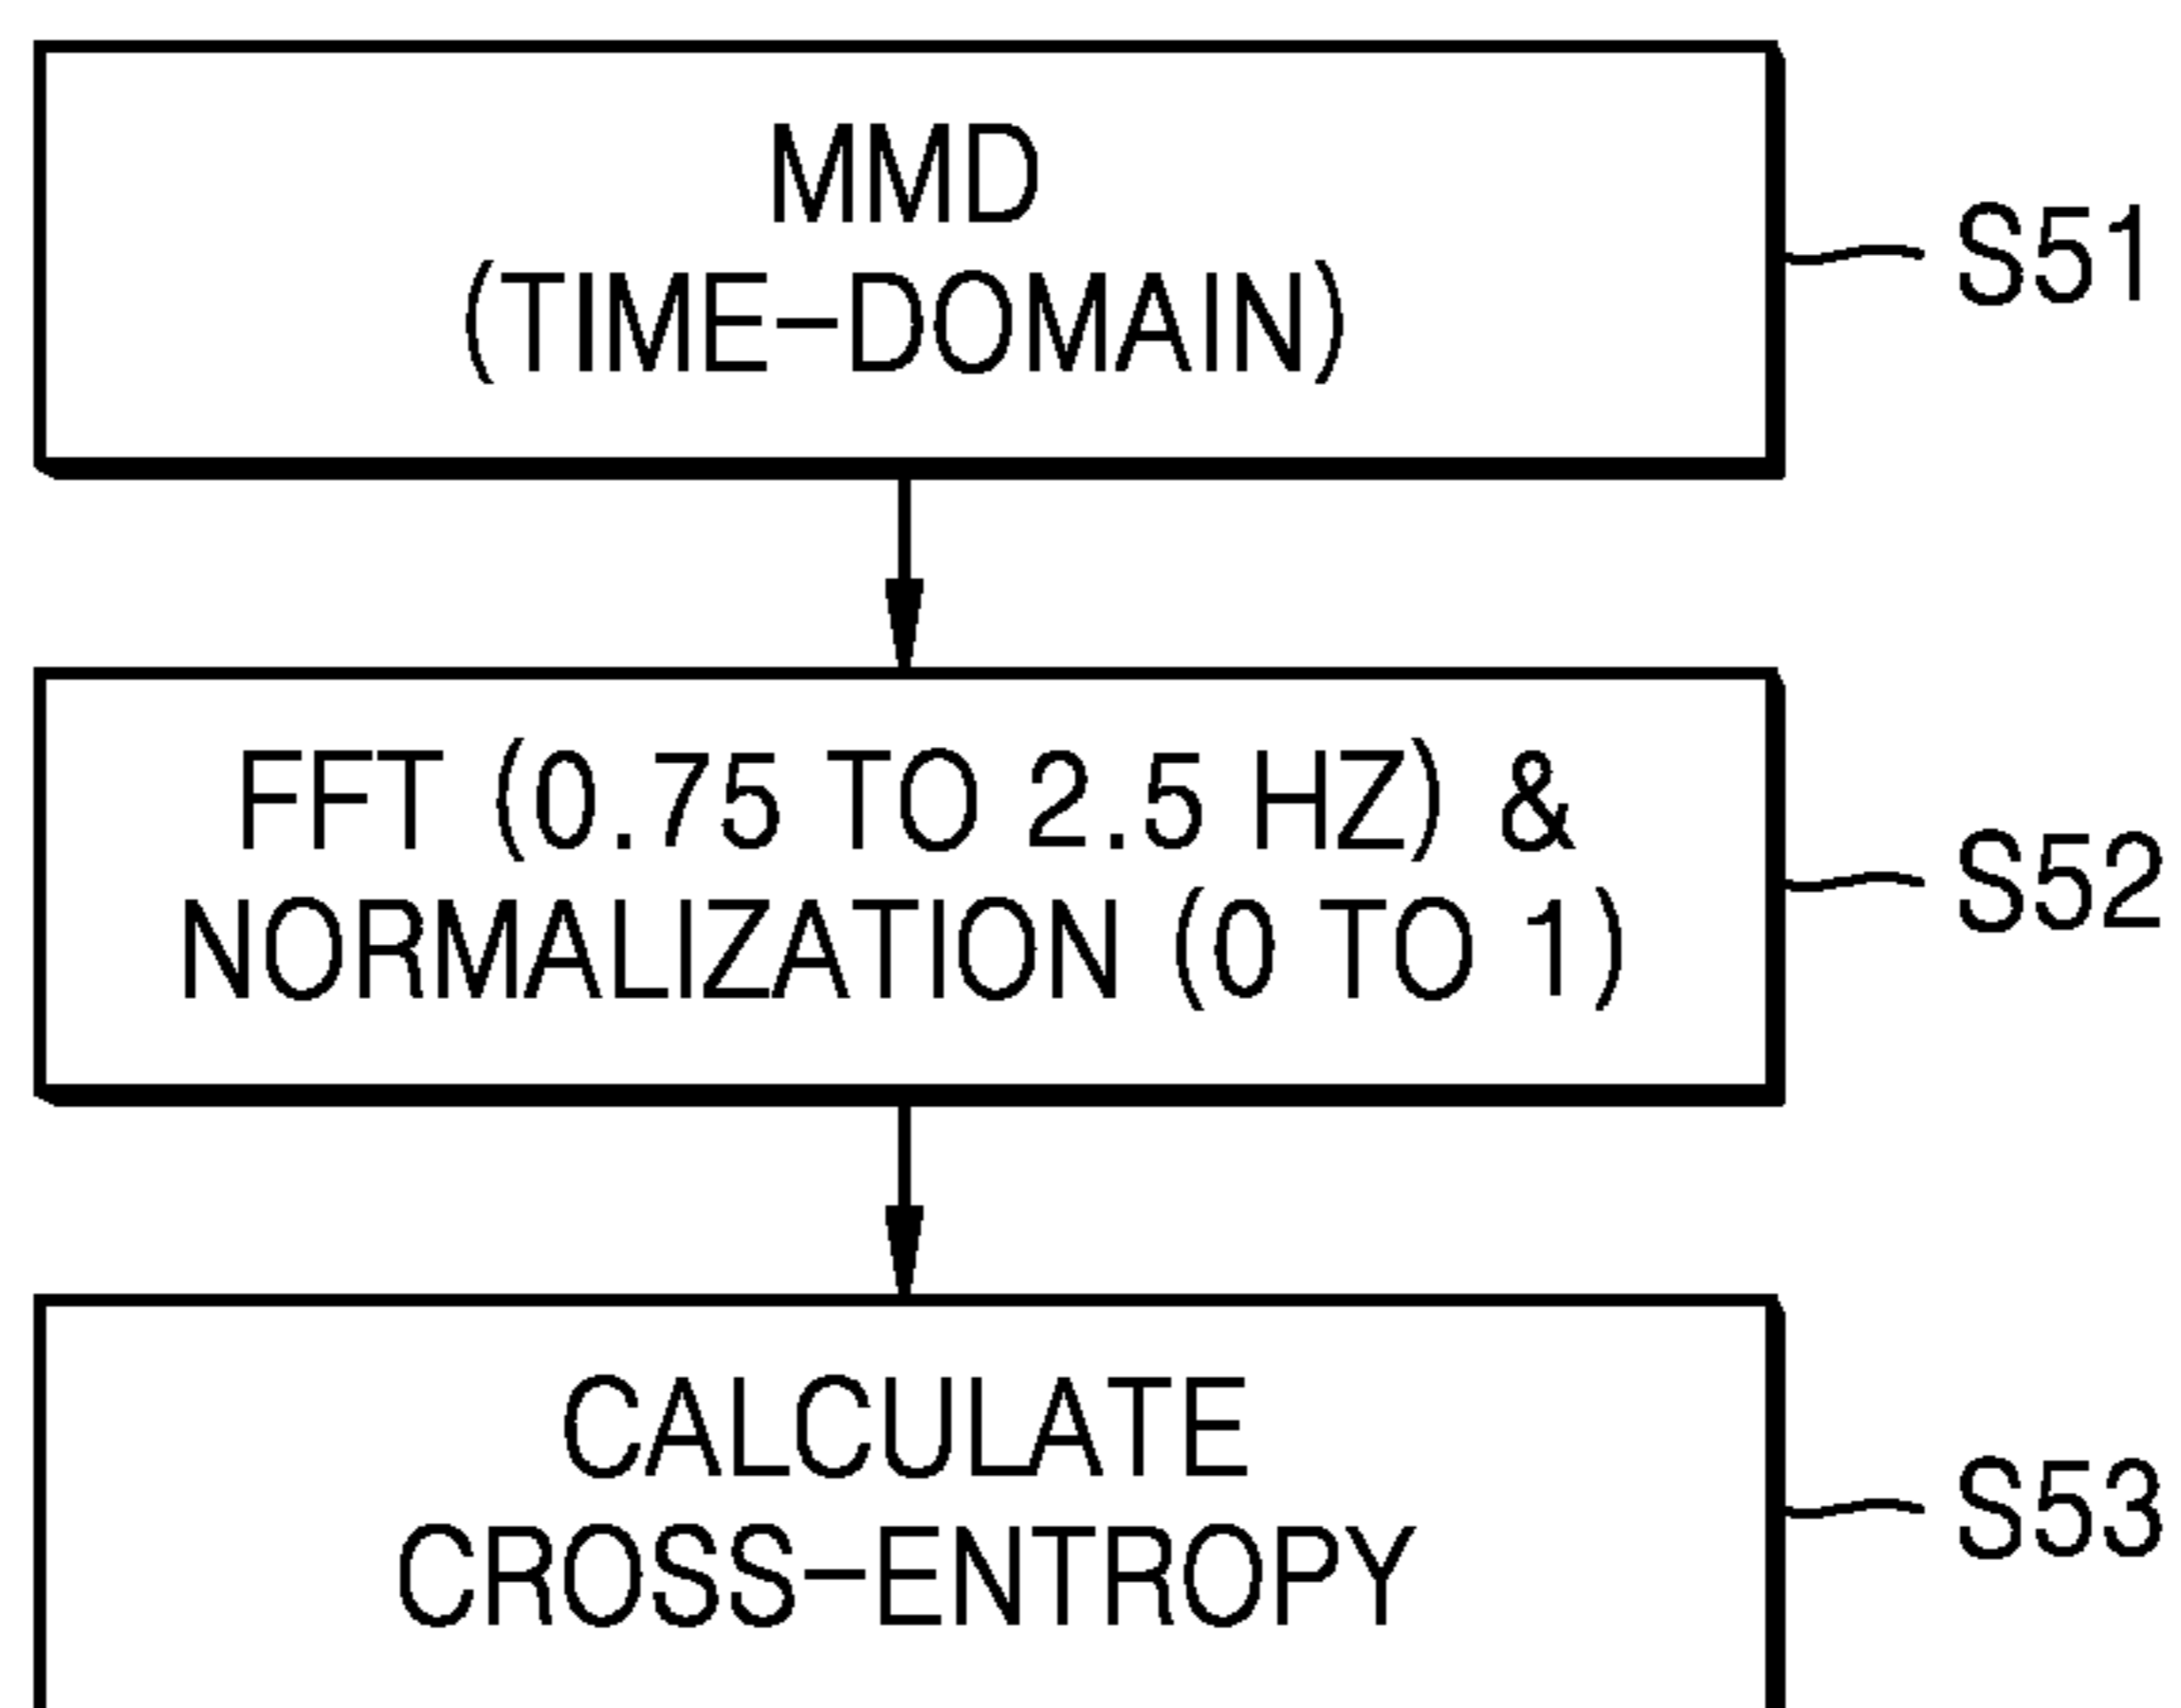 MMD
(TIME-DOMAIN)
S51
FFT (0.75 TO 2.5 HZ) &
NORMALIZATION (0 TO 1)
S52
CALCULATE
CROSS-ENTROPY
S53